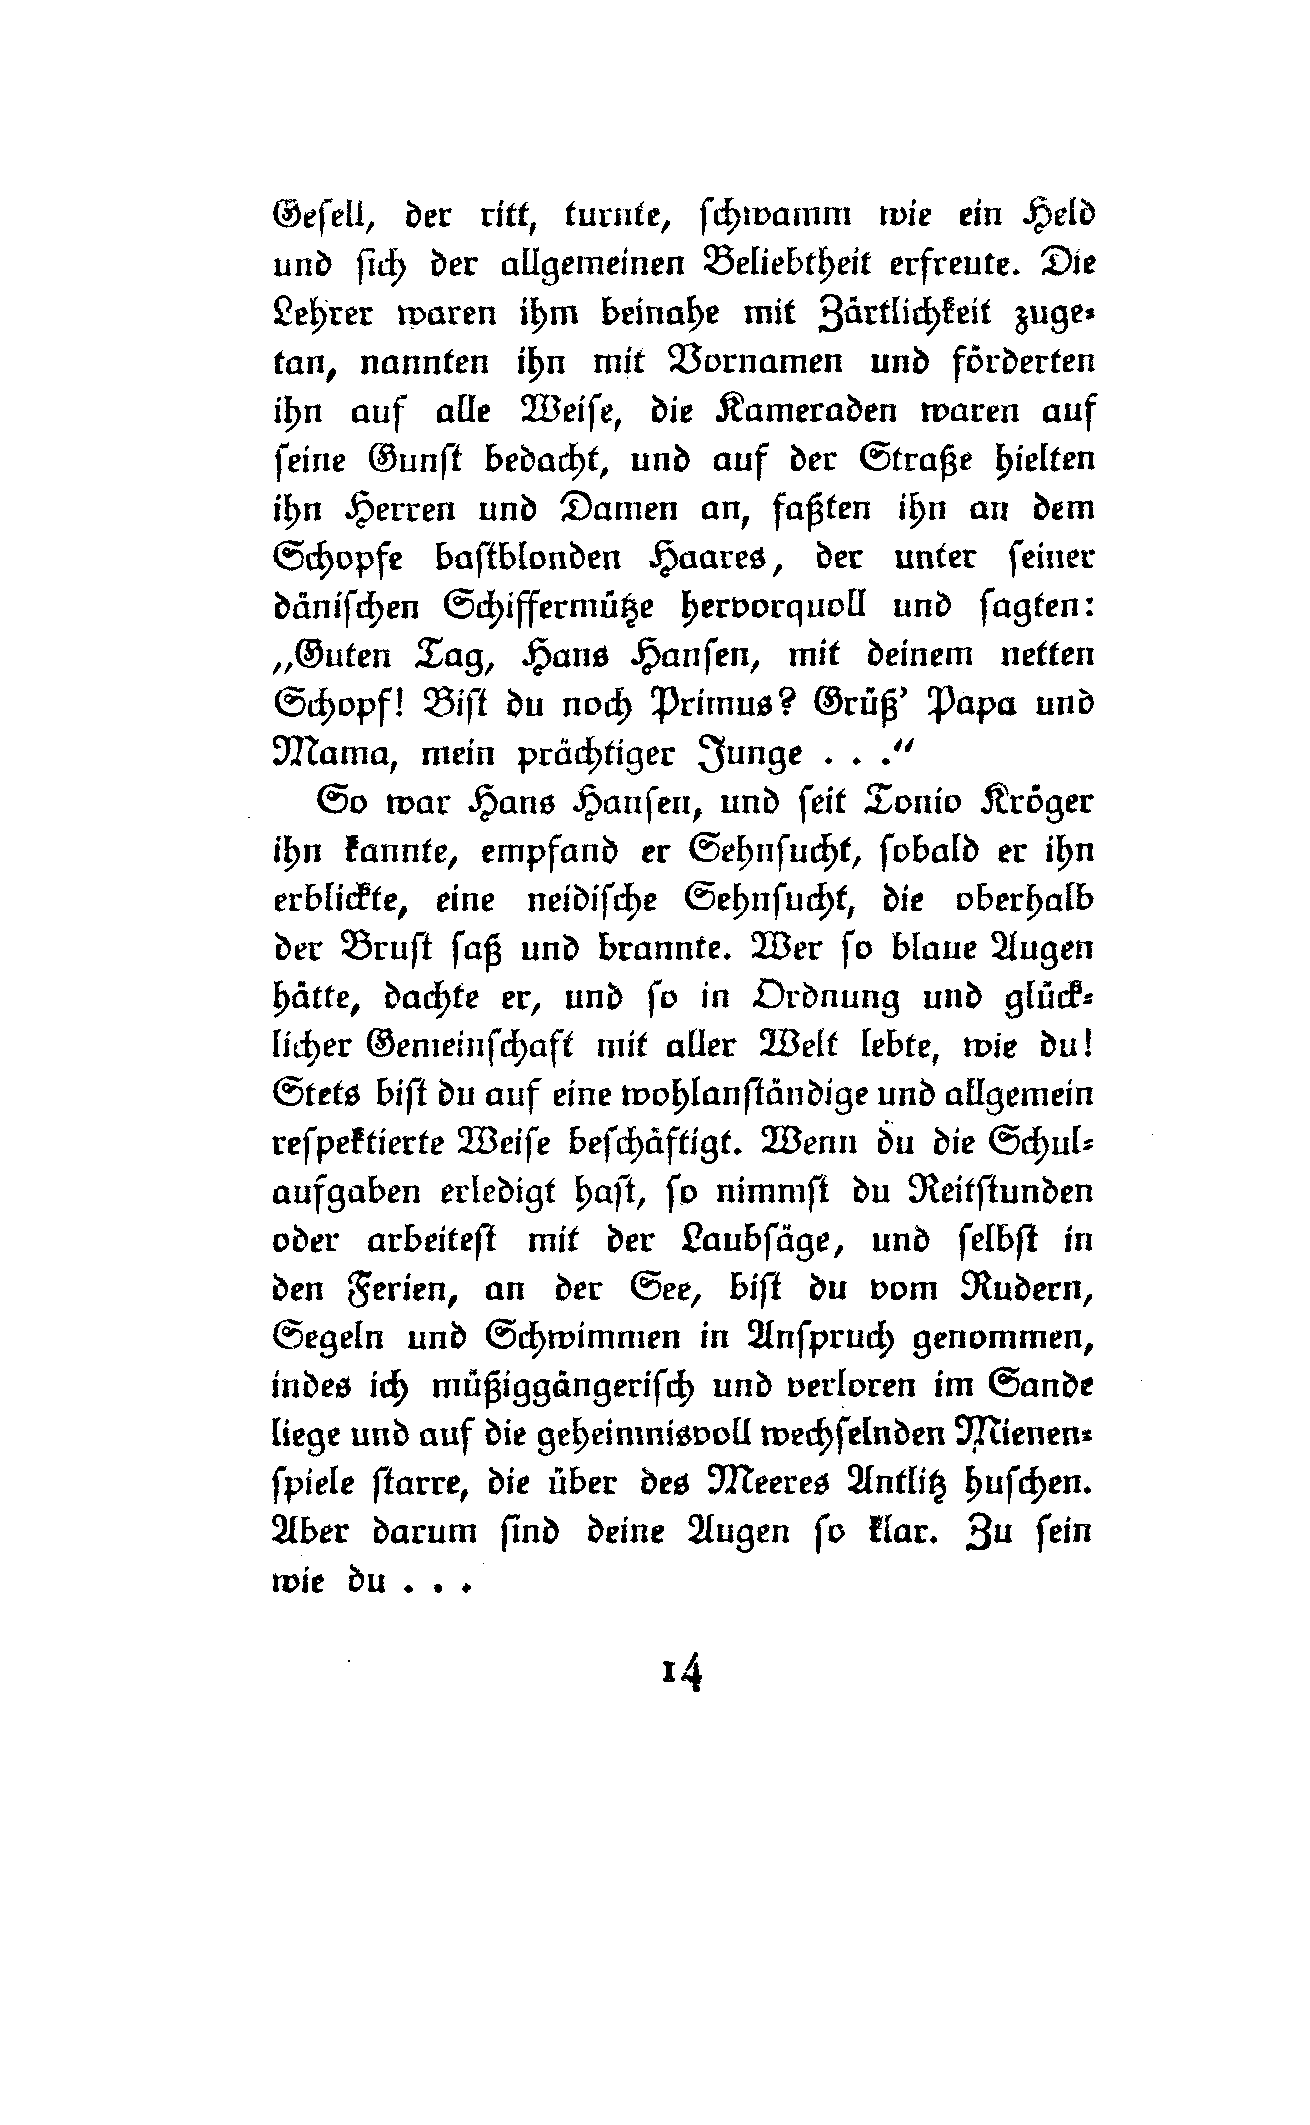 Geſell, der ritt, turnte, ſchwamm wie ein Held
und ſich der allgemeinen Beliebtheit erfreute. Die
Lehrer waren ihm beinahe mit Zärtlichkeit zuge-
tan, nannten ihn mit Vornamen und förderten
ihn auf alle Weiſe, die Kameraden waren auf
ſeine Gunſt bedacht, und auf der Straße hielten
ihn Herren und Damen an, faßten ihn an dem
Schopfe baſtblonden Haares, der unter ſeiner
däniſchen Schiffermütze hervorquoll und ſagten:
„Guten Tag, Hans Hanſen, mit deinem netten
Schopf! Biſt du noch Primus? Grüß’ Papa und
Mama, mein prächtiger Junge . . .“
So war Hans Hanſen, und ſeit Tonio Kröger
ihn kannte, empfand er Sehnſucht, ſobald er ihn
erblickte, eine neidiſche Sehnſucht, die oberhalb
der Bruſt ſaß und brannte. Wer ſo blaue Augen
hätte, dachte er, und ſo in Ordnung und glück-
licher Gemeinſchaft mit aller Welt lebte, wie du!
Stets biſt du auf eine wohlanſtändige und allgemein
reſpektierte Weiſe beſchäftigt. Wenn du die Schul-
aufgaben erledigt haſt, ſo nimmſt du Reitſtunden
oder arbeiteſt mit der Laubſäge, und ſelbſt in
den Ferien, an der See, biſt du vom Rudern,
Segeln und Schwimmen in Anſpruch genommen,
indes ich müßiggängeriſch und verloren im Sande
liege und auf die geheimnisvoll wechſelnden Mienen-
ſpiele ſtarre, die über des Meeres Antlitz huſchen.
Aber darum ſind deine Augen ſo klar. Zu ſein
wie du . . .
14